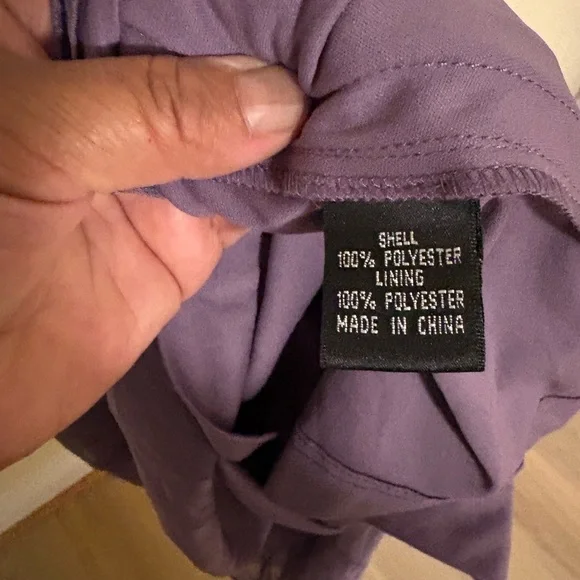 SHELL
100% POLYESTER
LINING
100% POLYESTER
MADE IN CHINA